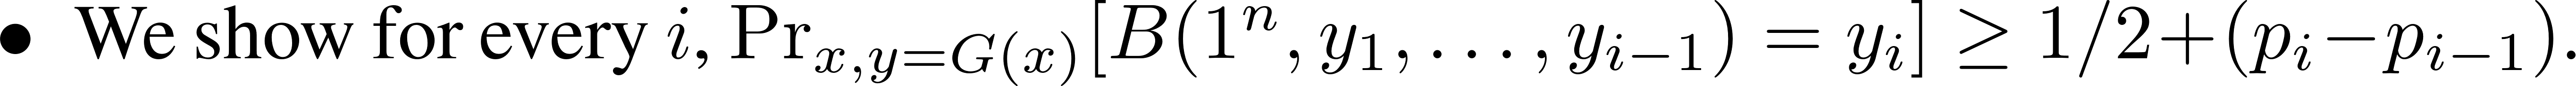 • We show for every i, Pr_{x,y=G(x)}[B(1^n, y_1, . . . , y_{i−1}) = y_i] ≥ 1/2+(p_i−p_{i−1}).